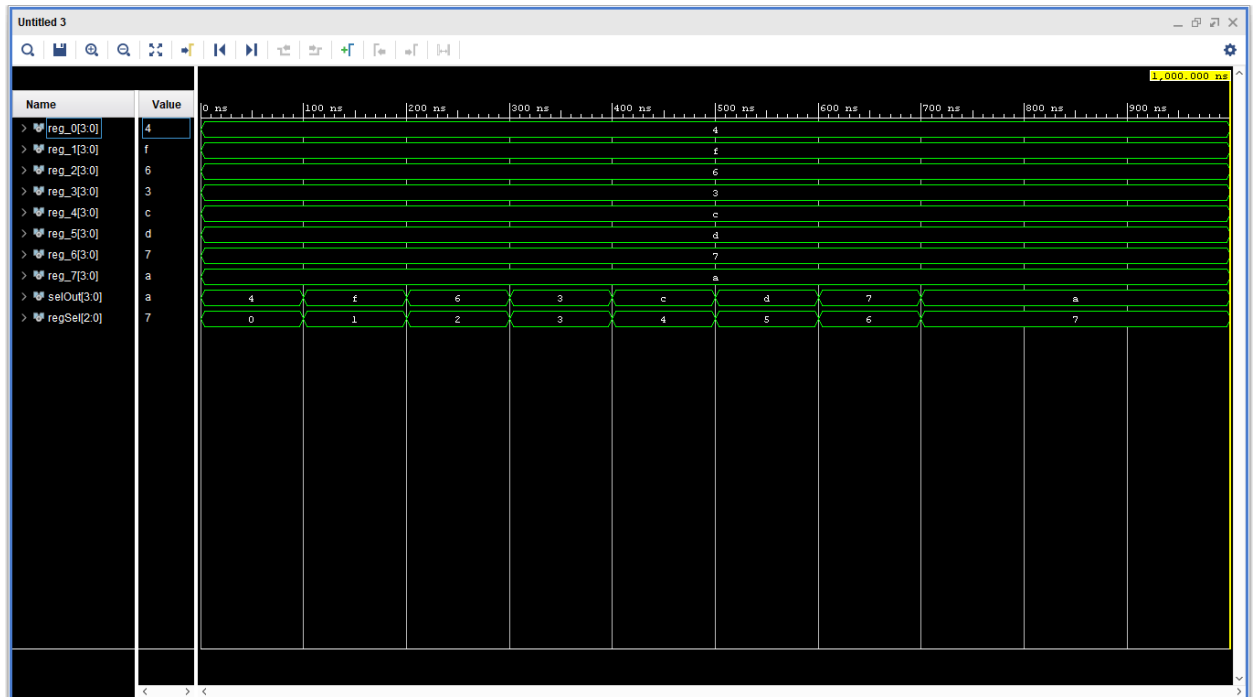 Untitled 3
1,000.000 ns
Name Value 0 ns 100 ns 200 ns 300 ns 400 ns 500 ns 600 ns 700 ns 800 ns 900 ns
reg_0[3:0] 4 4
reg_1[3:0] f f
reg_2[3:0] 6 6
reg_3[3:0] 3 3
reg_4[3:0] c c
reg_5[3:0] d d
reg_6[3:0] 7 7
reg_7[3:0] a a
selOut[3:0] a 4 f 6 3 c d 7 a
regSel[2:0] 7 0 1 2 3 4 5 6 7